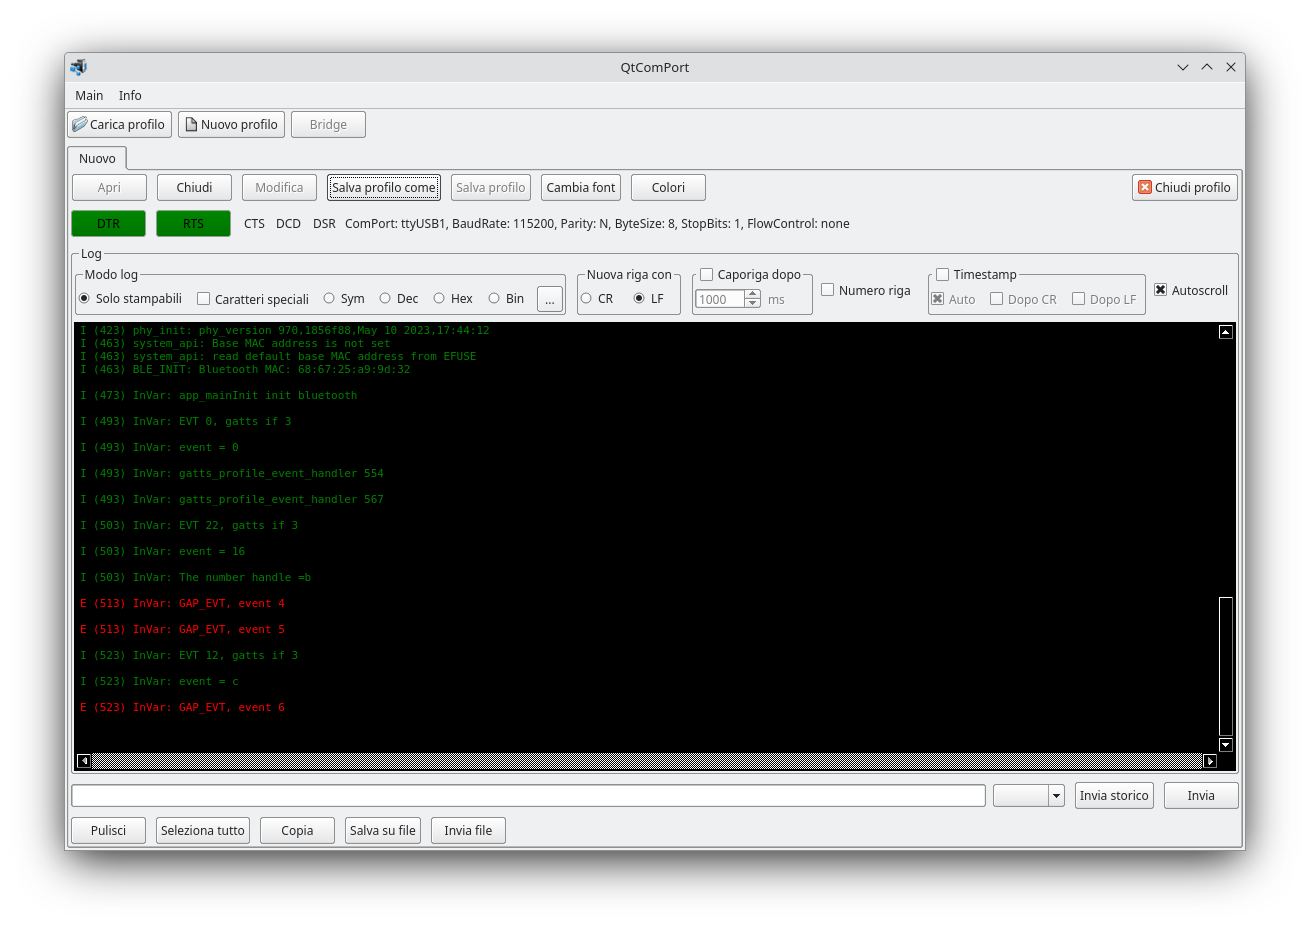 QtComPort
Main Info
Carica profilo Nuovo profilo Bridge
Nuovo
Apri Chiudi Modifica Salva profilo come Salva profilo Cambia font Colori Chiudi profilo
DTR RTS CTS DCD DSR ComPort: ttyUSB1, BaudRate: 115200, Parity: N, ByteSize: 8, StopBits: 1, FlowControl: none
Log
Modo log Nuova riga con Caporiga dopo Timestamp
Solo stampabili Caratteri speciali Sym Dec Hex Bin ... CR LF 1000 ms Numero riga Auto Dopo CR Dopo LF Autoscroll
I (423) phy_init: phy_version 970,1856f88,May 10 2023,17:44:12
I (463) system_api: Base MAC address is not set
I (463) system_api: read default base MAC address from EFUSE
I (463) BLE_INIT: Bluetooth MAC: 68:67:25:a9:9d:32
I (473) InVar: app_mainInit init bluetooth
I (493) InVar: EVT 0, gatts if 3
I (493) InVar: event = 0
I (493) InVar: gatts_profile_event_handler 554
I (493) InVar: gatts_profile_event_handler 567
I (503) InVar: EVT 22, gatts if 3
I (503) InVar: event = 16
I (503) InVar: The number handle =b
E (513) InVar: GAP_EVT, event 4
E (513) InVar: GAP_EVT, event 5
I (523) InVar: EVT 12, gatts if 3
I (523) InVar: event = c
E (523) InVar: GAP_EVT, event 6
Invia storico Invia
Pulisci Seleziona tutto Copia Salva su file Invia file